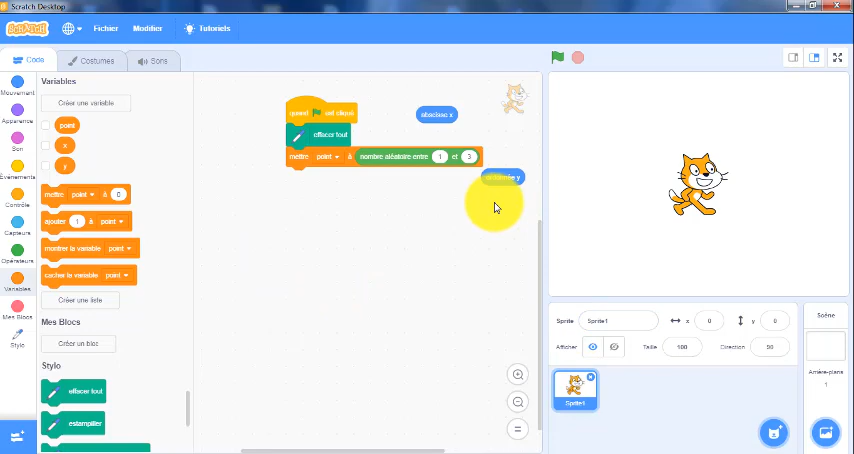 Scratch Desktop
SCRATCH
Fichier
Modifier
Tutoriels
Code
Costumes
Sons
Mouvement
Apparence
Son
Événements
Contrôle
Capteurs
Opérateurs
Variables
Mes Blocs
Stylo
Variables
Créer une variable
point
x
y
mettre point à 0
ajouter 1 à point
montrer la variable point
cacher la variable point
Créer une liste
Mes Blocs
Créer un bloc
Stylo
effacer tout
estampiller
quand est cliqué
effacer tout
mettre point à nombre aléatoire entre 1 et 3
abscisse x
y
Sprite
Sprite1
x
0
y
0
Afficher
Taille
100
Direction
90
Sprite1
Scène
Arrière-plans
1